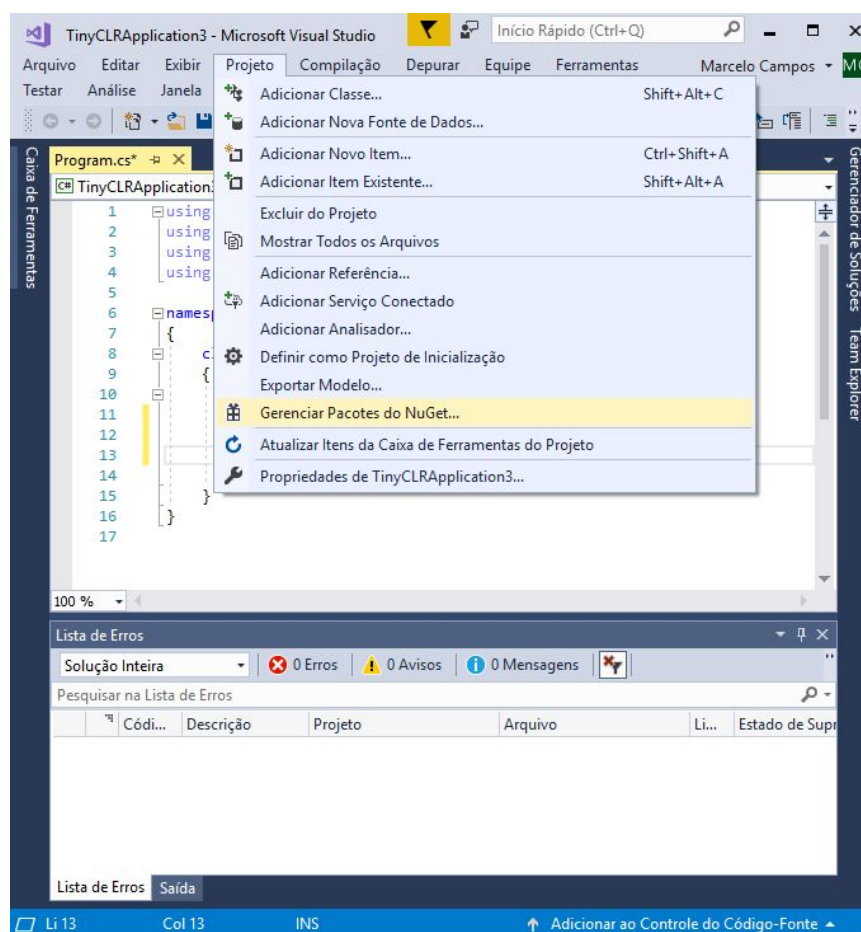 TinyCLRApplication3 - Microsoft Visual Studio
Início Rápido (Ctrl+Q)
Arquivo Editar Exibir Projeto Compilação Depurar Equipe Ferramentas Marcelo Campos
Testar Análise Janela
Adicionar Classe... Shift+Alt+C
Adicionar Nova Fonte de Dados...
Adicionar Novo Item... Ctrl+Shift+A
Adicionar Item Existente... Shift+Alt+A
Excluir do Projeto
Mostrar Todos os Arquivos
Adicionar Referência...
Adicionar Serviço Conectado
Adicionar Analisador...
Definir como Projeto de Inicialização
Exportar Modelo...
Gerenciar Pacotes do NuGet...
Atualizar Itens da Caixa de Ferramentas do Projeto
Propriedades de TinyCLRApplication3...
Caixa de Ferramentas
Program.cs*
C# TinyCLRApplication
1 using
2 using
3 using
4 using
5
6 namesp
7 {
8 c
9 {
10
11
12
13
14
15 }
16 }
17
Gerenciador de Soluções
Team Explorer
100 %
Lista de Erros
Solução Inteira 0 Erros 0 Avisos 0 Mensagens
Pesquisar na Lista de Erros
Códi... Descrição Projeto Arquivo Li... Estado de Supr
Lista de Erros Saída
Li 13 Col 13 INS Adicionar ao Controle do Código-Fonte